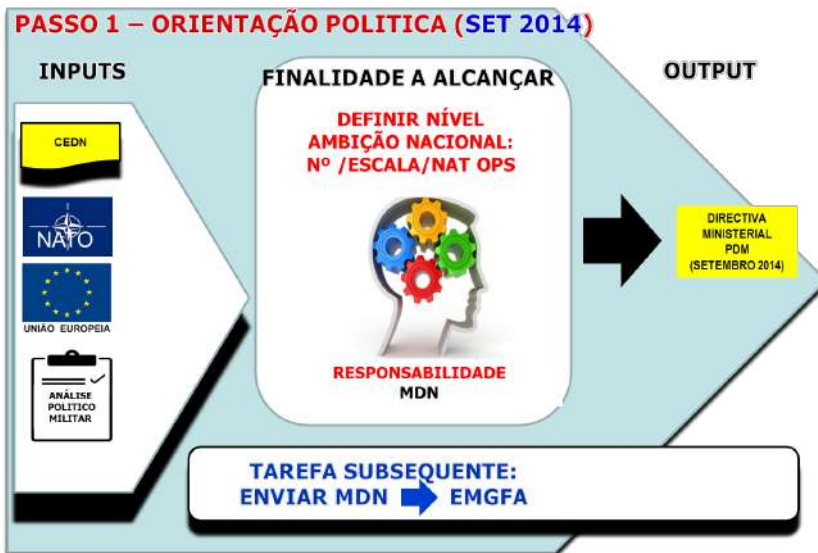 PASSO 1 – ORIENTAÇÃO POLITICA (SET 2014)
INPUTS
CEDN
NATO
UNIÃO EUROPEIA
ANÁLISE
POLITICO
MILITAR
FINALIDADE A ALCANÇAR
DEFINIR NÍVEL
AMBIÇÃO NACIONAL:
Nº /ESCALA/NAT OPS
RESPONSABILIDADE
MDN
OUTPUT
DIRECTIVA
MINISTERIAL
PDM
(SETEMBRO 2014)
TAREFA SUBSEQUENTE:
ENVIAR MDN EMGFA